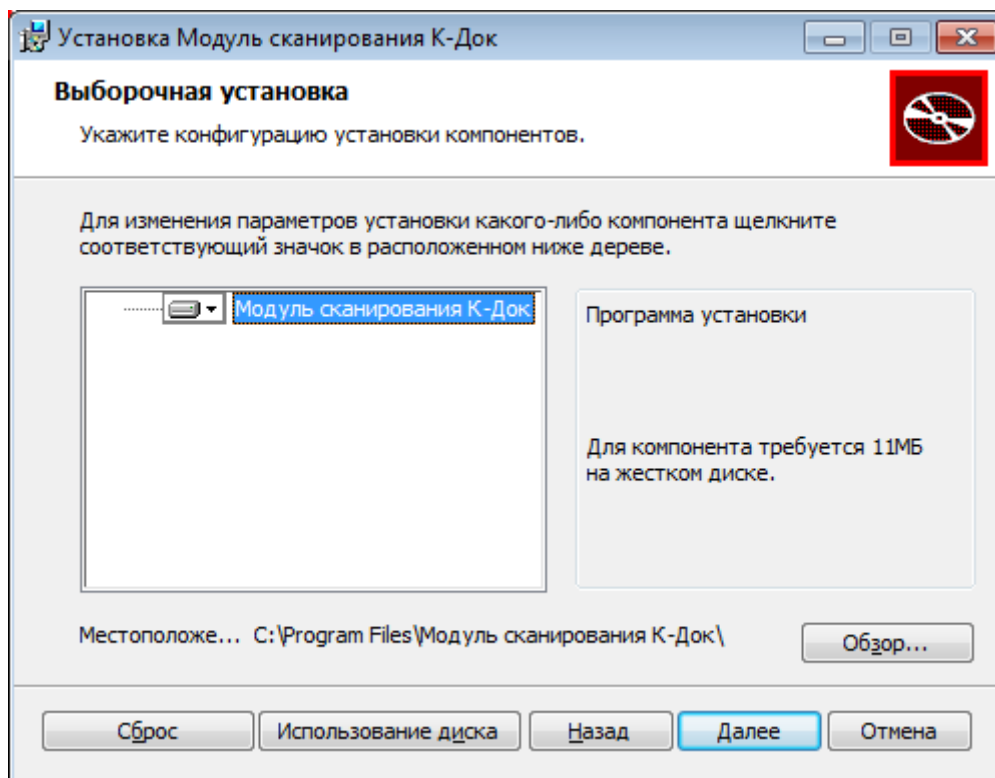 Установка Модуль сканирования К-Док
Выборочная установка
Укажите конфигурацию установки компонентов.
Для изменения параметров установки какого-либо компонента щелкните
соответствующий значок в расположенном ниже дереве.
Модуль сканирования К-Док
Программа установки
Для компонента требуется 11МБ
на жестком диске.
Местоположе... C:\Program Files\Модуль сканирования К-Док\
Обзор...
Сброс
Использование диска
Назад
Далее
Отмена